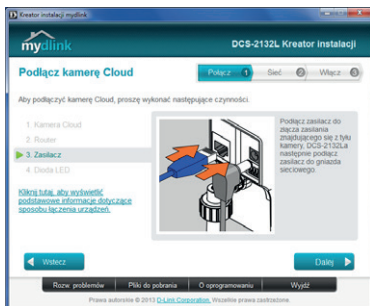 Kreator instalacji mydlink
mydlink
DCS-2132L Kreator instalacji
Podłącz kamerę Cloud
Połącz 1 Sieć 2 Włącz 3
Aby podłączyć kamerę Cloud, proszę wykonać następujące czynności.
1. Kamera Cloud
2. Router
3. Zasilacz
4. Dioda LED
Kliknij tutaj, aby wyświetlić
podstawowe informacje dotyczące
sposobu łączenia urządzeń.
Podłącz zasilacz do
złącza zasilania
znajdującego się z tyłu
kamery, DCS-2132La
następnie podłącz
zasilacz do gniazda
sieciowego.
Wstecz
Dalej
Rozw. problemów Pliki do pobrania O oprogramowaniu Wyjdź
Prawa autorskie © 2013 D-Link Corporation. Wszelkie prawa zastrzeżone.